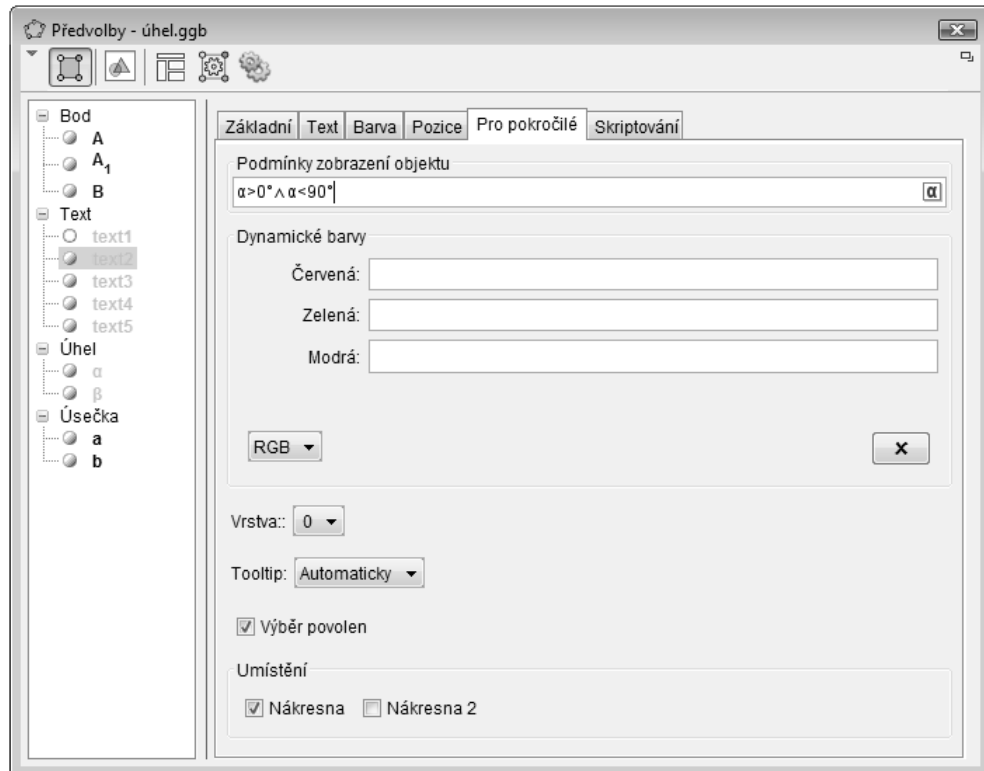 Předvolby - úhel.ggb
Bod
A
A₁
B
Text
text1
text2
text3
text4
text5
Úhel
α
β
Úsečka
a
b
Základní Text Barva Pozice Pro pokročilé Skriptování
Podmínky zobrazení objektu
α>0°∧α<90° α
Dynamické barvy
Červená:
Zelená:
Modrá:
RGB
Vrstva:: 0
Tooltip: Automaticky
Výběr povolen
Umístění
Nákresna Nákresna 2